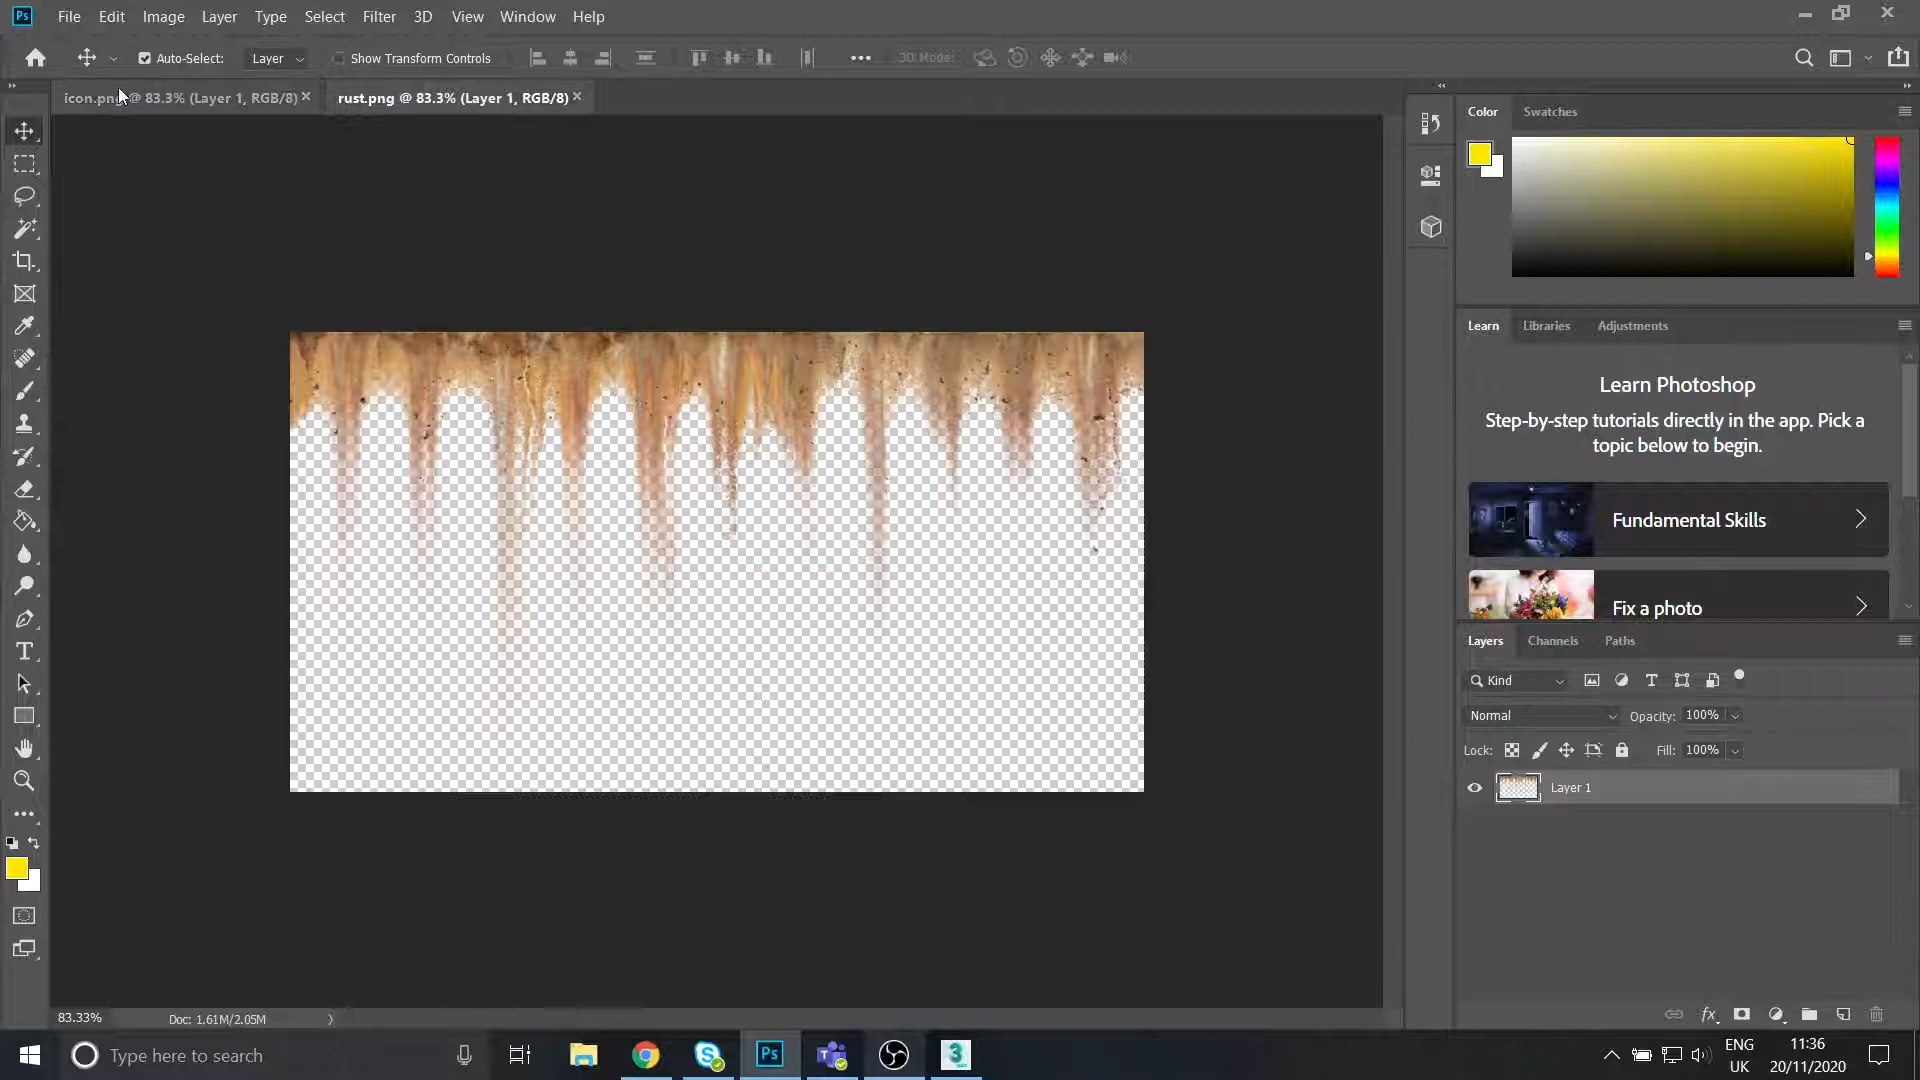 Ps File Edit Image Layer Type Select Filter 3D View Window Help
Auto-Select: Layer Show Transform Controls 3D Mode:
icon.png @ 83.3% (Layer 1, RGB/8) rust.png @ 83.3% (Layer 1, RGB/8)
Color Swatches
Learn Libraries Adjustments
Learn Photoshop
Step-by-step tutorials directly in the app. Pick a
topic below to begin.
Fundamental Skills
Fix a photo
Layers Channels Paths
Kind
Normal Opacity: 100%
Lock: Fill: 100%
Layer 1
83.33% Doc: 1.61M/2.05M
Type here to search
Ps
3
ENG
UK
11:36
20/11/2020